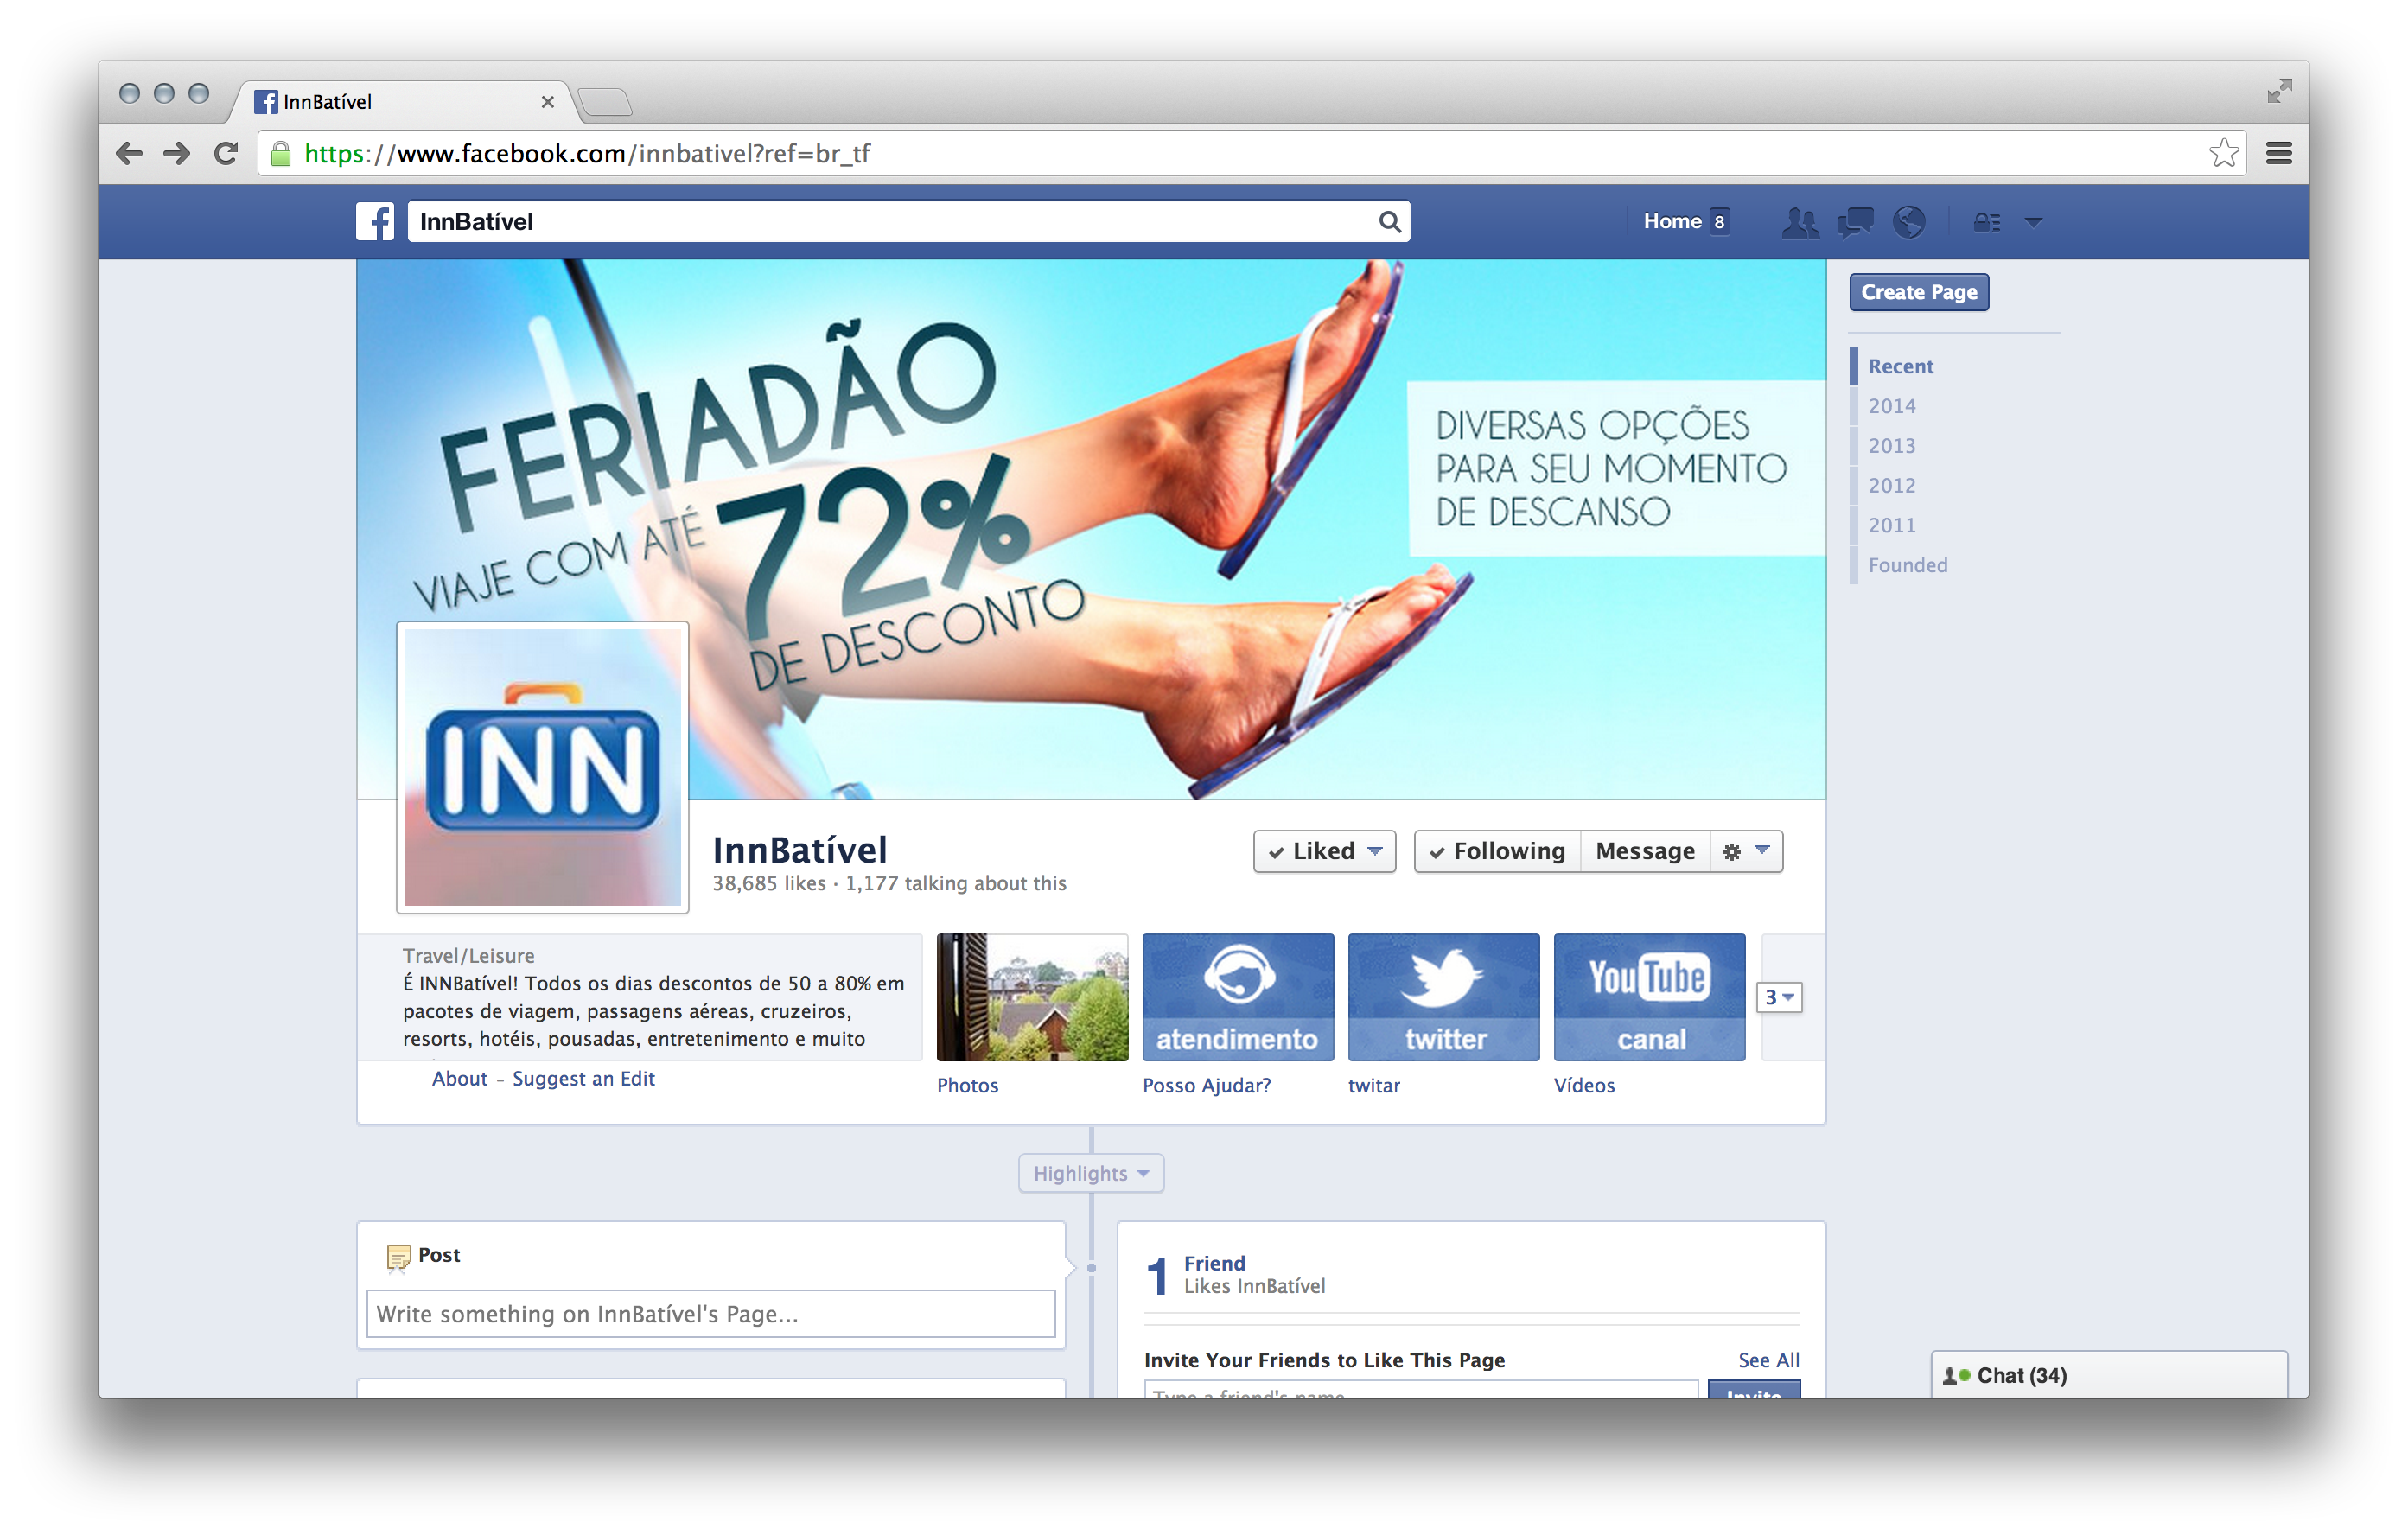 InnBatível
https://www.facebook.com/innbativel?ref=br_tf
InnBatível
Home 8
FERIADÃO
VIAJE COM ATÉ 72%
DE DESCONTO
DIVERSAS OPÇÕES
PARA SEU MOMENTO
DE DESCANSO
Create Page
Recent
2014
2013
2012
2011
Founded
INN
InnBatível
38,685 likes · 1,177 talking about this
Liked
Following
Message
Travel/Leisure
É INNBatível! Todos os dias descontos de 50 a 80% em
pacotes de viagem, passagens aéreas, cruzeiros,
resorts, hotéis, pousadas, entretenimento e muito
About – Suggest an Edit
Photos
atendimento
Posso Ajudar?
twitter
twitar
YouTube
canal
Vídeos
3
Highlights
Post
Write something on InnBatível's Page...
1 Friend
Likes InnBatível
Invite Your Friends to Like This Page
See All
Type a friend's name
Invite
Chat (34)